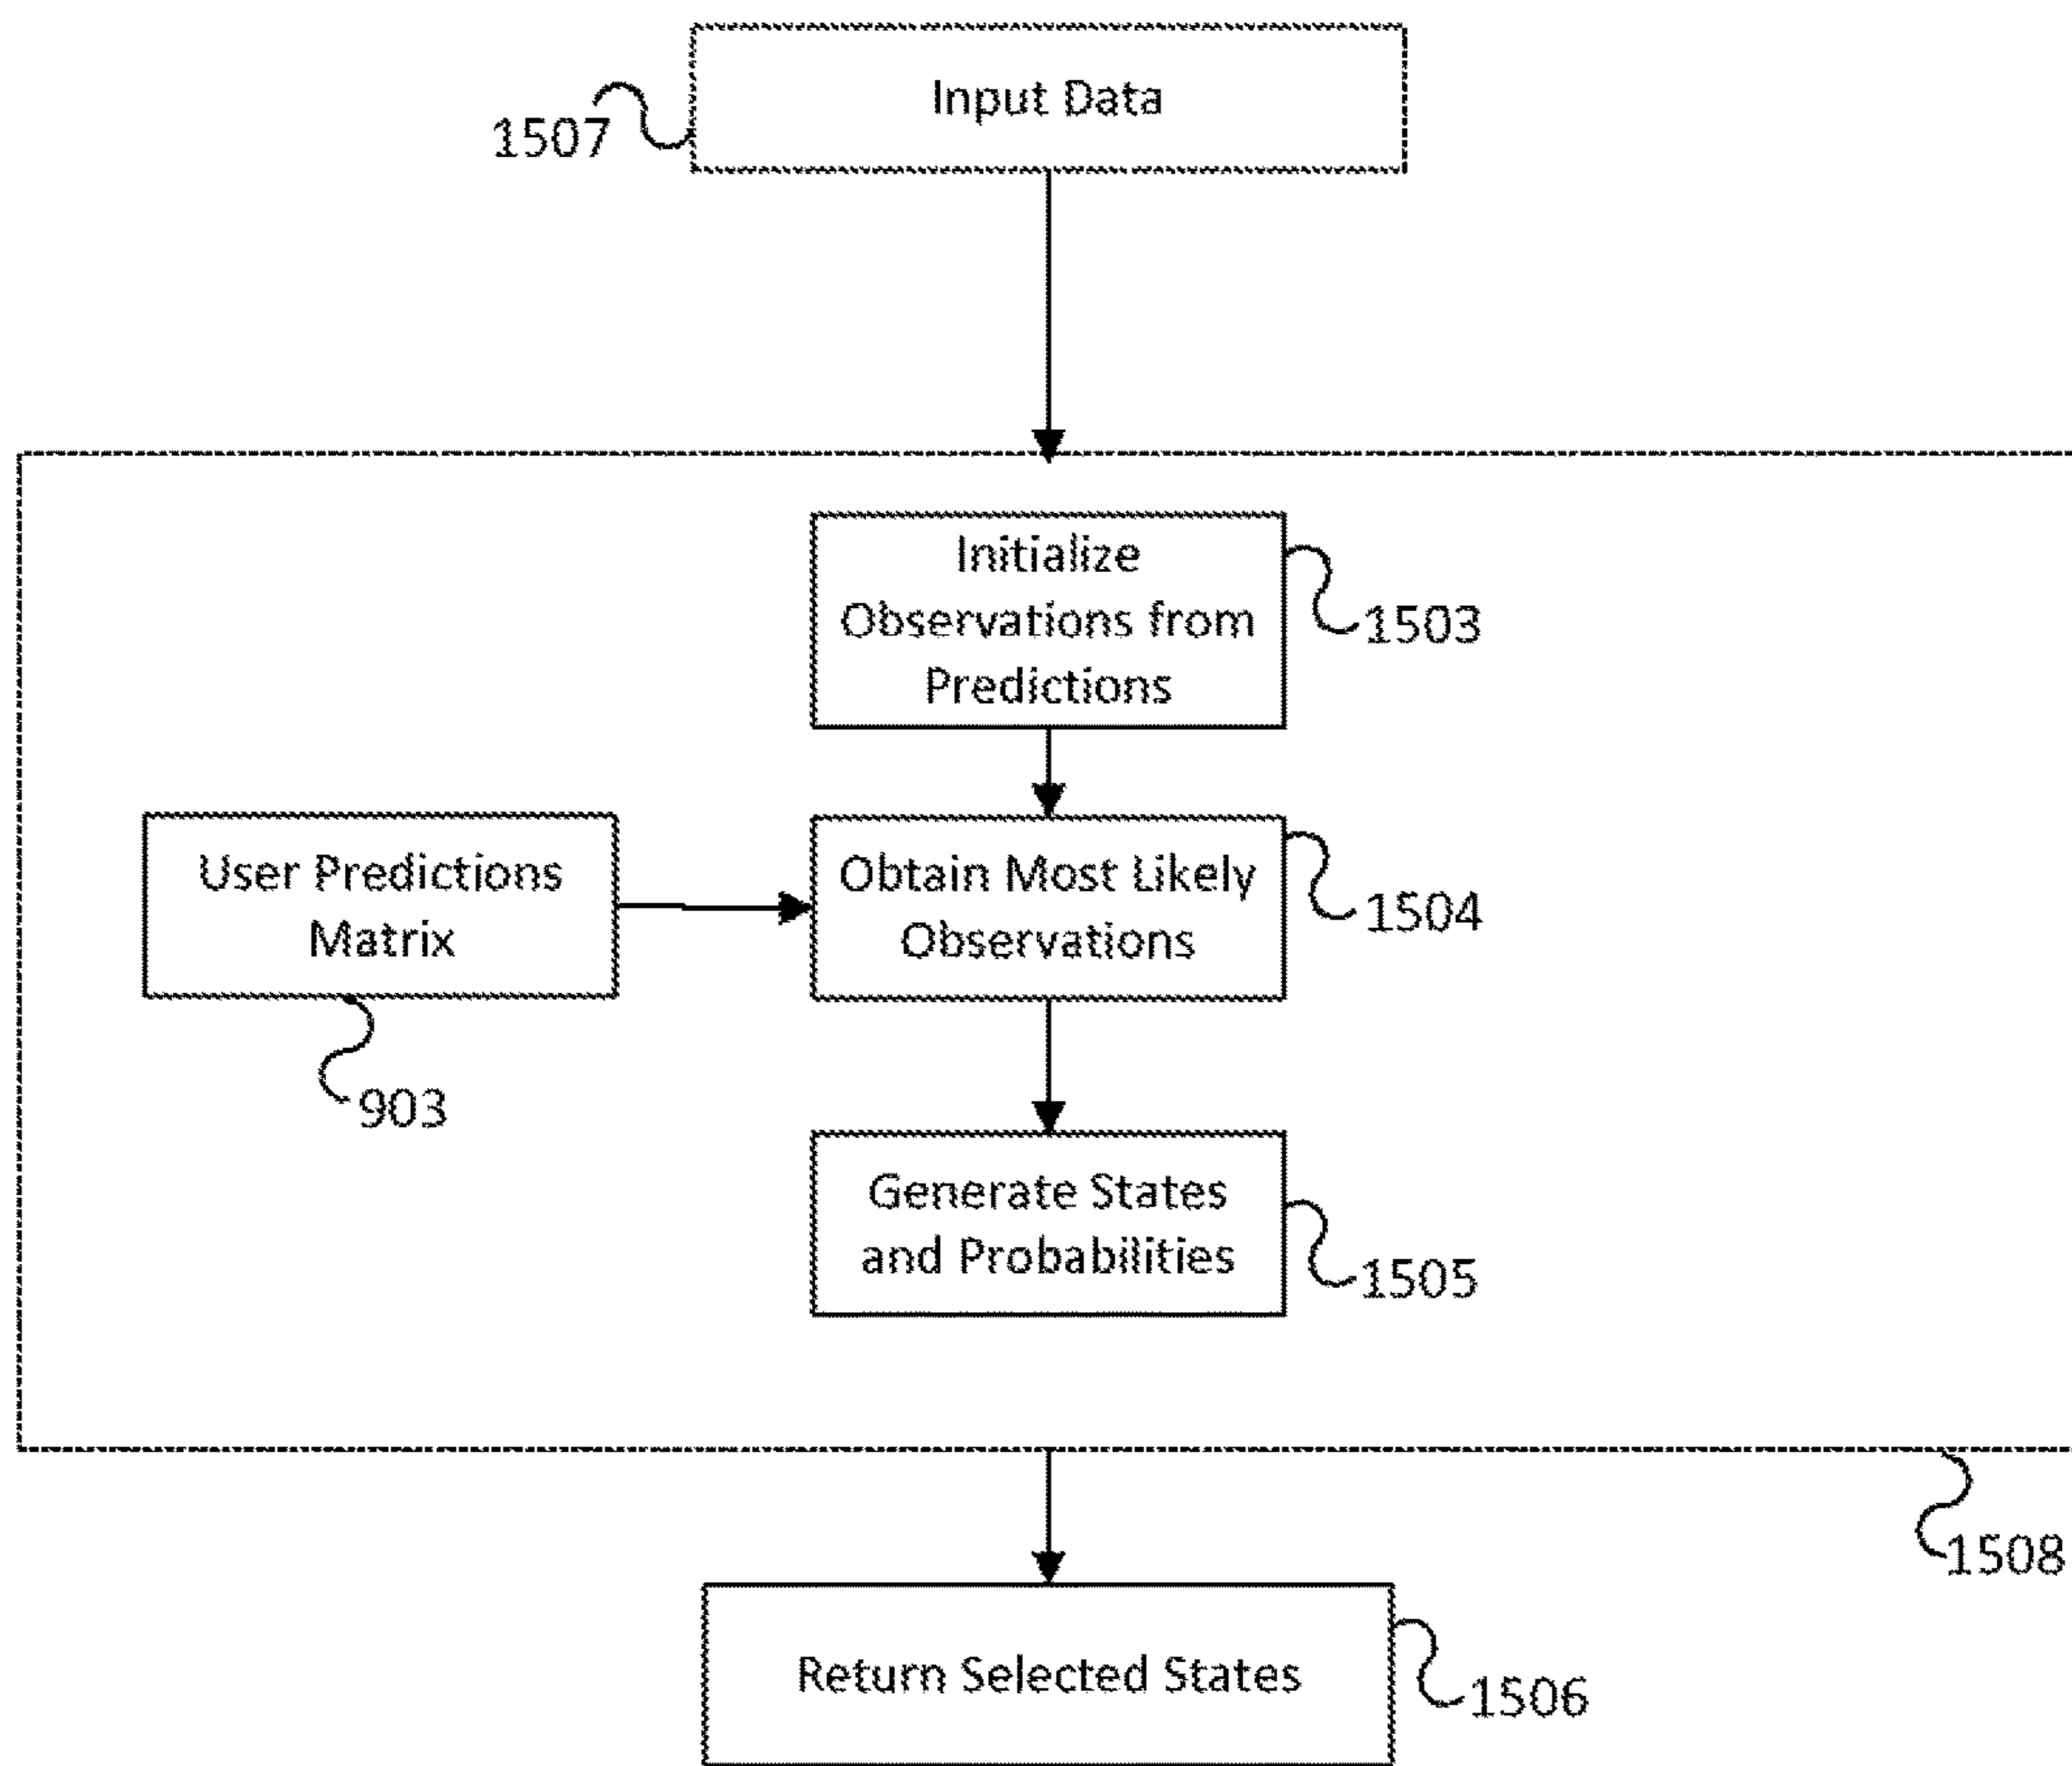 Input Data
1507
Initialize
Observations from
Predictions
1503
User Predictions
Matrix
903
Obtain Most Likely
Observations
1504
Generate States
and Probabilities
1505
1508
Return Selected States
1506